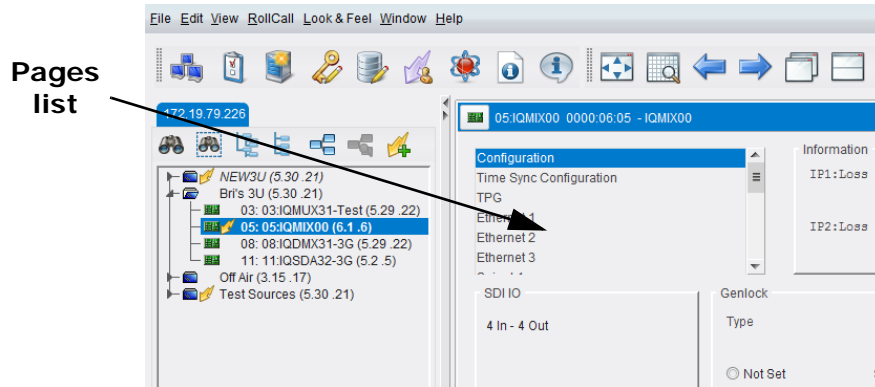 File Edit View RollCall Look & Feel Window Help
Pages
list
172.19.79.226
NEW3U (5.30 .21)
Bri's 3U (5.30 .21)
03: 03:IQMUX31-Test (5.29 .22)
05: 05:IQMIX00 (6.1 .6)
08: 08:IQDMX31-3G (5.29 .22)
11: 11:IQSDA32-3G (5.2 .5)
Off Air (3.15 .17)
Test Sources (5.30 .21)
05:IQMIX00 0000:06:05 - IQMIX00
Configuration
Time Sync Configuration
TPG
Ethernet 1
Ethernet 2
Ethernet 3
Information
IP1:Loss
IP2:Loss
SDI IO
4 In - 4 Out
Genlock
Type
Not Set